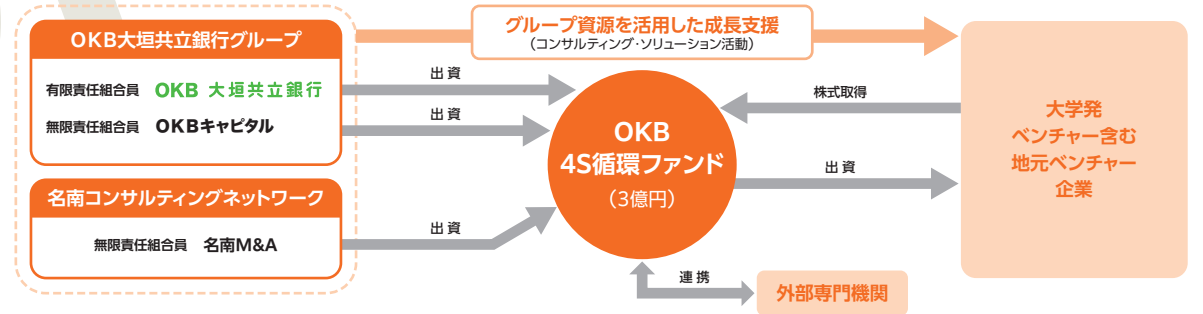 OKB大垣共立銀行グループ
有限責任組合員 OKB 大垣共立銀行
無限責任組合員 OKBキャピタル
名南コンサルティングネットワーク
無限責任組合員 名南M&A
グループ資源を活用した成長支援
（コンサルティング・ソリューション活動）
出資
出資
出資
OKB
4S循環ファンド
（3億円）
株式取得
出資
連携
外部専門機関
大学発
ベンチャー含む
地元ベンチャー
企業